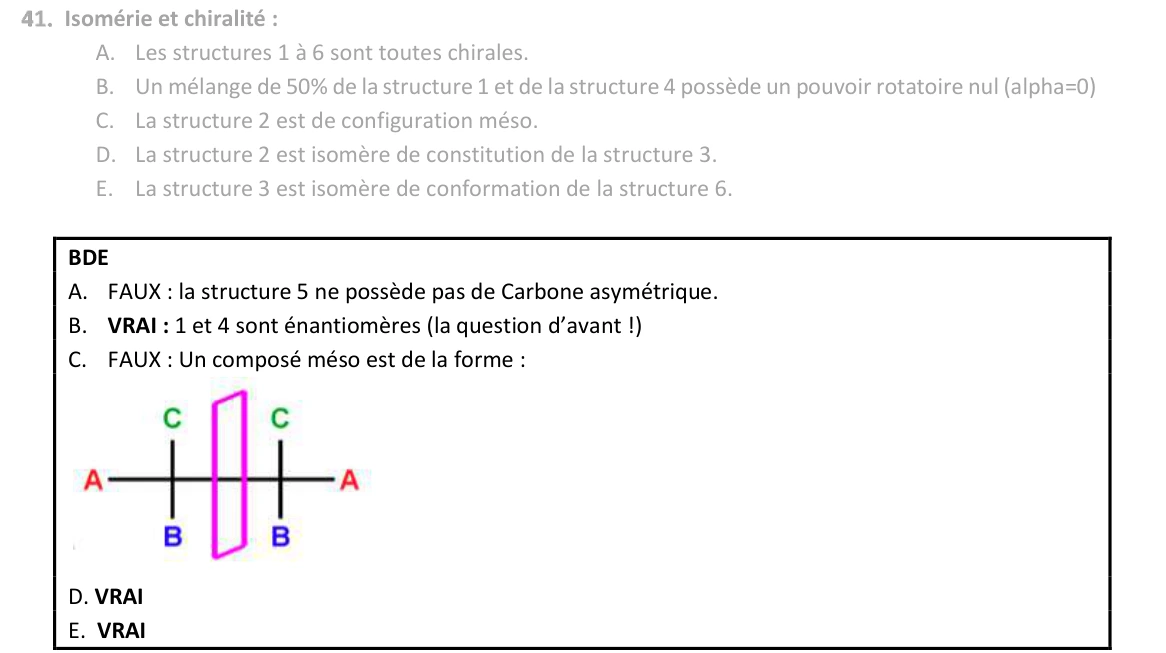 41. Isomérie et chiralité :
A. Les structures 1 à 6 sont toutes chirales.
B. Un mélange de 50% de la structure 1 et de la structure 4 possède un pouvoir rotatoire nul (alpha=0)
C. La structure 2 est de configuration méso.
D. La structure 2 est isomère de constitution de la structure 3.
E. La structure 3 est isomère de conformation de la structure 6.
BDE
A. FAUX : la structure 5 ne possède pas de Carbone asymétrique.
B. VRAI : 1 et 4 sont énantiomères (la question d’avant !)
C. FAUX : Un composé méso est de la forme :
C C
A A
B B
D. VRAI
E. VRAI